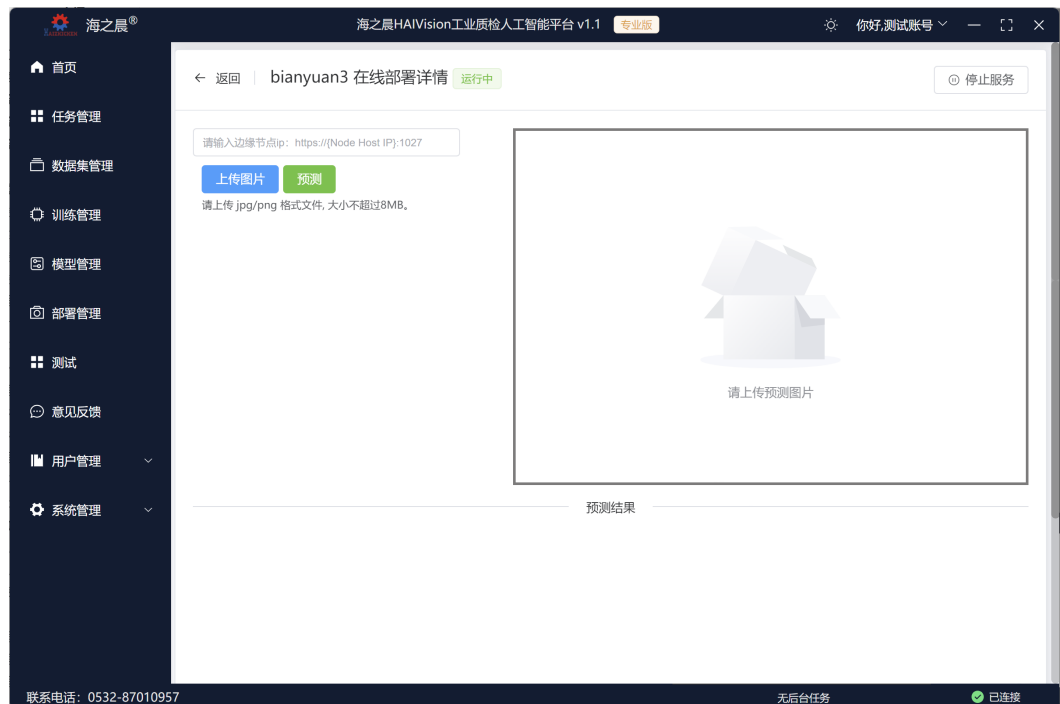 海之晨®
HAIZHICHEN
海之晨HAIVision工业质检人工智能平台 v1.1 专业版
你好,测试账号
首页
任务管理
数据集管理
训练管理
模型管理
部署管理
测试
意见反馈
用户管理
系统管理
返回 bianyuan3 在线部署详情 运行中
停止服务
请输入边缘节点ip：https://{Node Host IP}:1027
上传图片 预测
请上传 jpg/png 格式文件, 大小不超过8MB。
请上传预测图片
预测结果
联系电话：0532-87010957
无后台任务
已连接